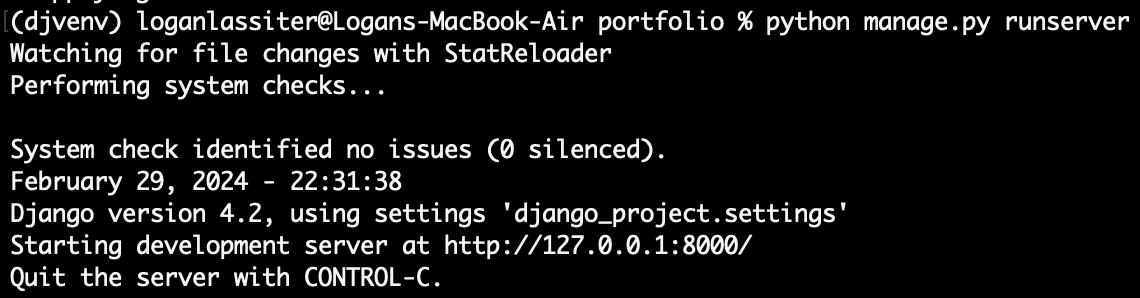 (djvenv) loganlassiter@Logans-MacBook-Air portfolio % python manage.py runserver
Watching for file changes with StatReloader
Performing system checks...
System check identified no issues (0 silenced).
February 29, 2024 - 22:31:38
Django version 4.2, using settings 'django_project.settings'
Starting development server at http://127.0.0.1:8000/
Quit the server with CONTROL-C.